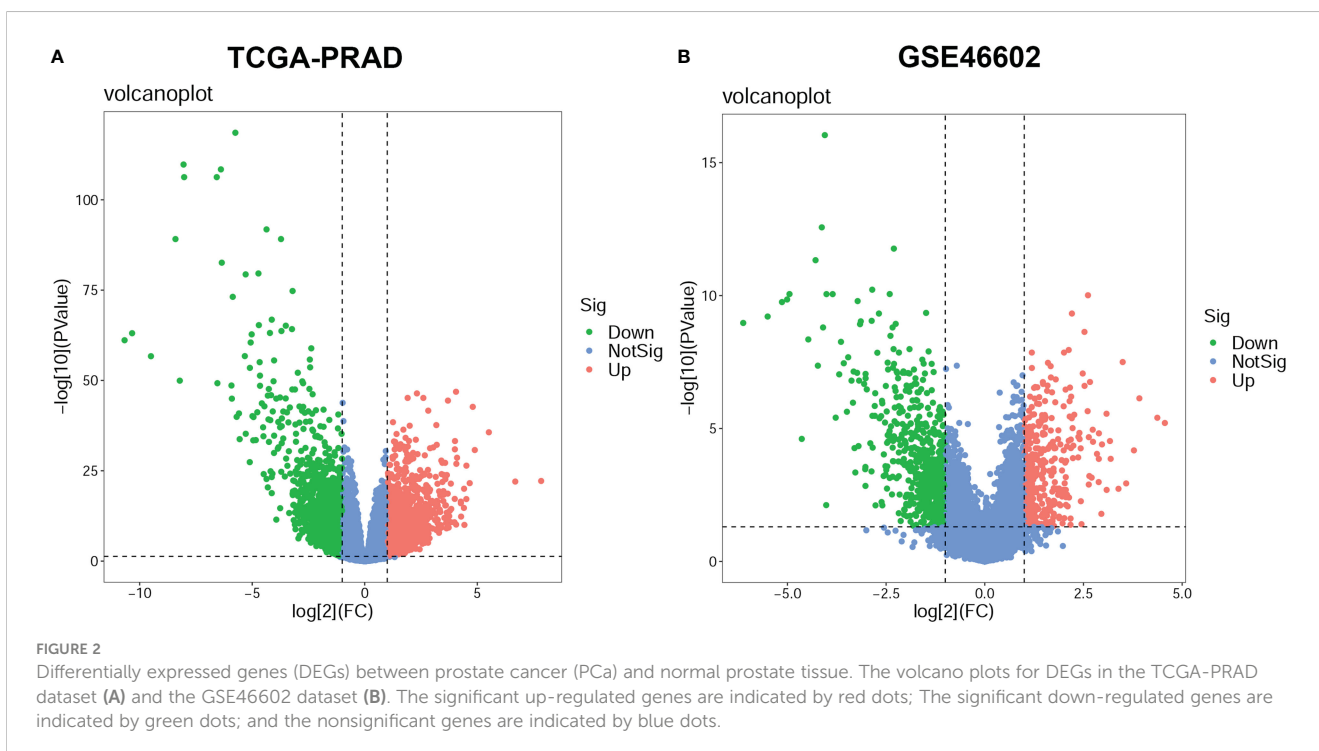 A
TCGA-PRAD
volcanoplot
−log[10](PValue)
100
75
50
25
0
−10
−5
0
5
log[2](FC)
Sig
Down
NotSig
Up
B
GSE46602
volcanoplot
−log[10](PValue)
15
10
5
0
−5.0
−2.5
0.0
2.5
5.0
log[2](FC)
Sig
Down
NotSig
Up
FIGURE 2
Differentially expressed genes (DEGs) between prostate cancer (PCa) and normal prostate tissue. The volcano plots for DEGs in the TCGA-PRAD
dataset (A) and the GSE46602 dataset (B). The significant up-regulated genes are indicated by red dots; The significant down-regulated genes are
indicated by green dots; and the nonsignificant genes are indicated by blue dots.